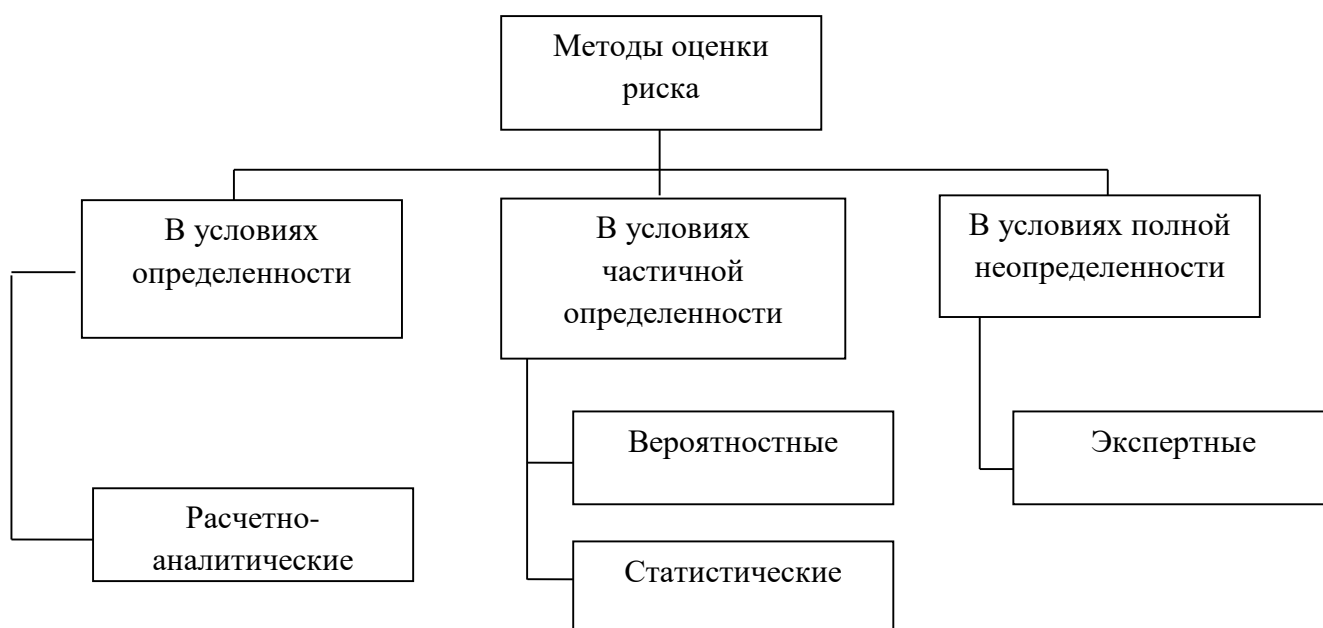 Методы оценки
риска
В условиях
определенности
В условиях
частичной
определенности
В условиях полной
неопределенности
Вероятностные
Экспертные
Расчетно-
аналитические
Статистические